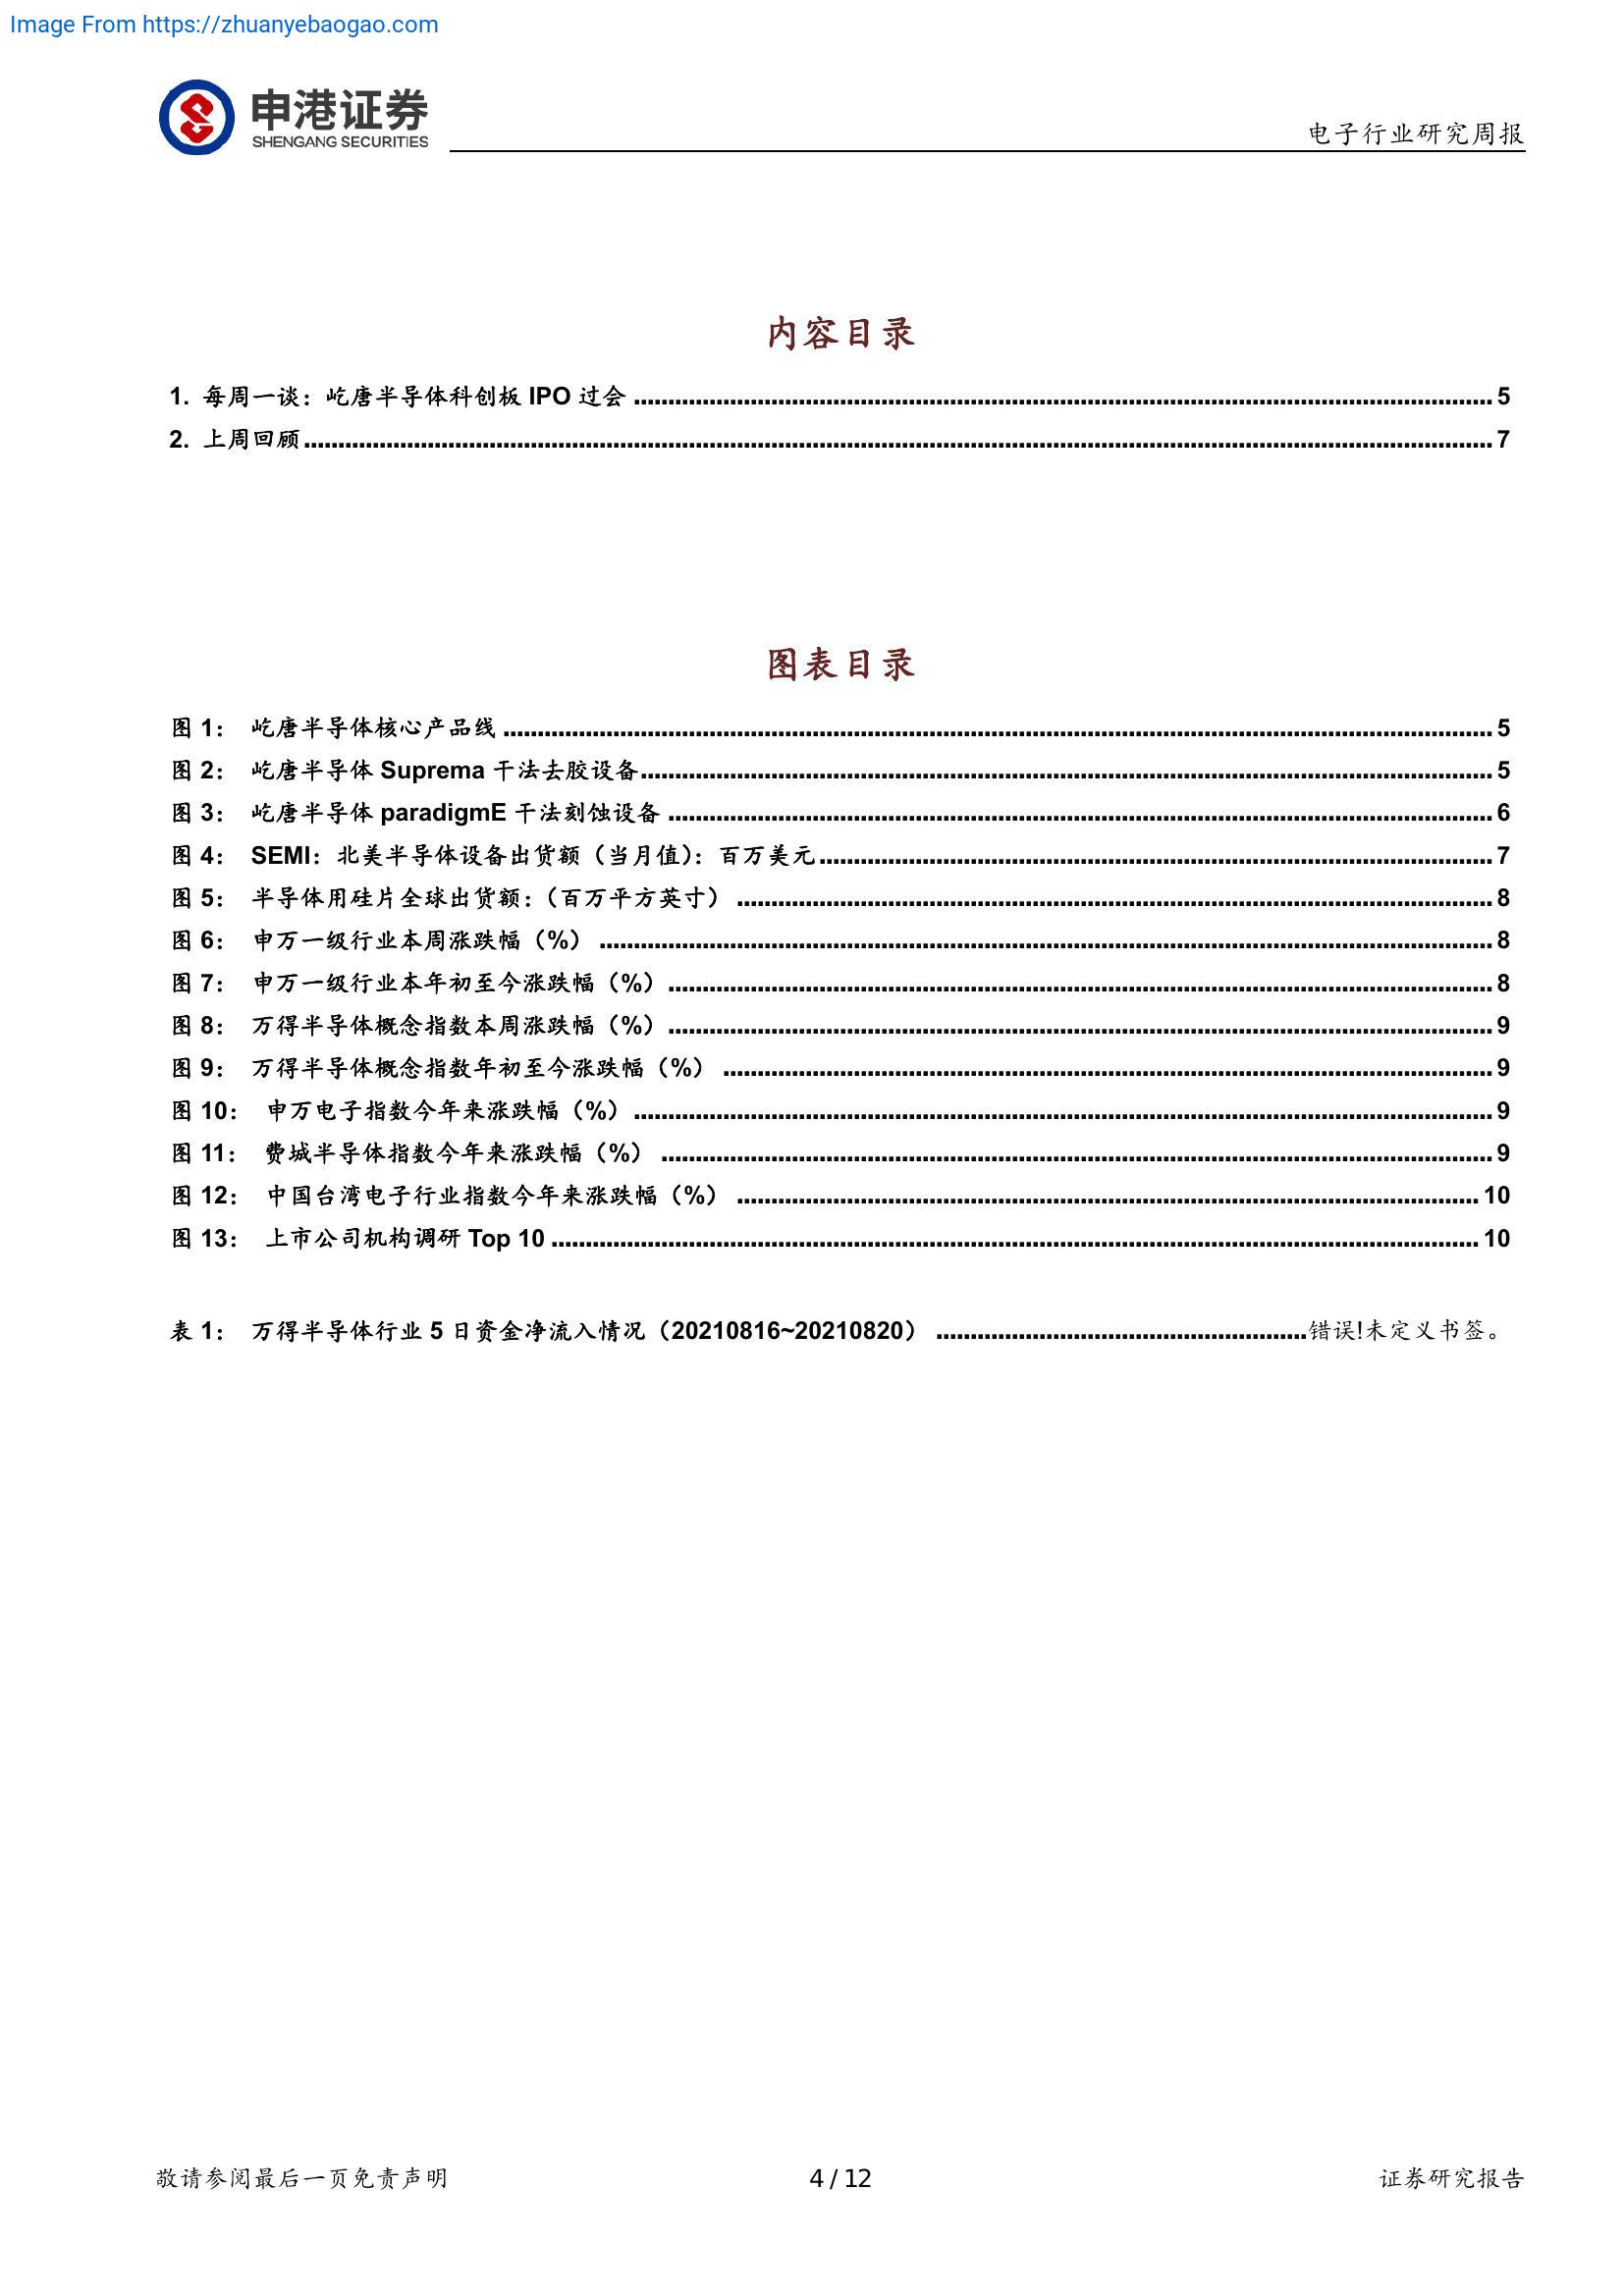 Image From https://zhuanyebaogao.com
申港证券
SHENGANG SECURITIES
电子行业研究周报
内容目录
1. 每周一谈：屹唐半导体科创板 IPO 过会 ........ 5
2. 上周回顾 ........ 7
图表目录
图 1： 屹唐半导体核心产品线 ........ 5
图 2： 屹唐半导体 Suprema 干法去胶设备 ........ 5
图 3： 屹唐半导体 paradigmE 干法刻蚀设备 ........ 6
图 4： SEMI：北美半导体设备出货额（当月值）：百万美元 ........ 7
图 5： 半导体用硅片全球出货额：（百万平方英寸） ........ 8
图 6： 申万一级行业本周涨跌幅（%） ........ 8
图 7： 申万一级行业本年初至今涨跌幅（%） ........ 8
图 8： 万得半导体概念指数本周涨跌幅（%） ........ 9
图 9： 万得半导体概念指数年初至今涨跌幅（%） ........ 9
图 10： 申万电子指数今年来涨跌幅（%） ........ 9
图 11： 费城半导体指数今年来涨跌幅（%） ........ 9
图 12： 中国台湾电子行业指数今年来涨跌幅（%） ........ 10
图 13： 上市公司机构调研 Top 10 ........ 10
表 1： 万得半导体行业 5 日资金净流入情况（20210816~20210820） ........ 错误!未定义书签。
敬请参阅最后一页免责声明
4 / 12
证券研究报告